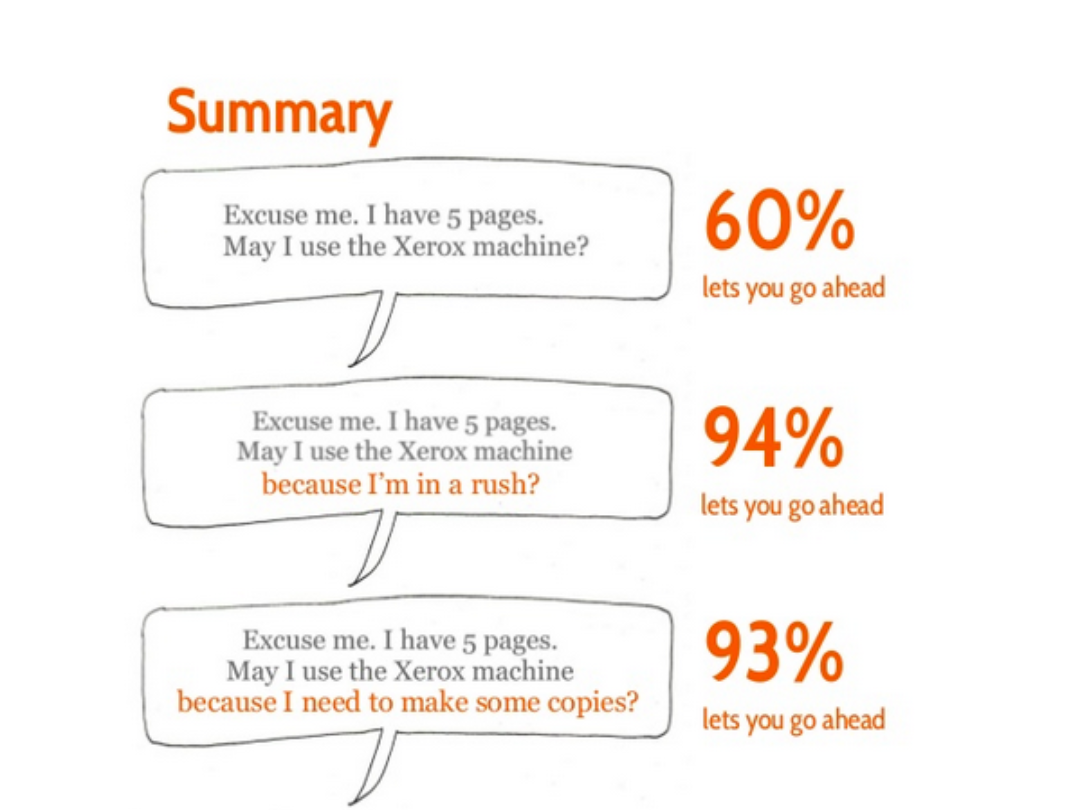 Summary
Excuse me. I have 5 pages.
May I use the Xerox machine?
60%
lets you go ahead
Excuse me. I have 5 pages.
May I use the Xerox machine
because I'm in a rush?
94%
lets you go ahead
Excuse me. I have 5 pages.
May I use the Xerox machine
because I need to make some copies?
93%
lets you go ahead